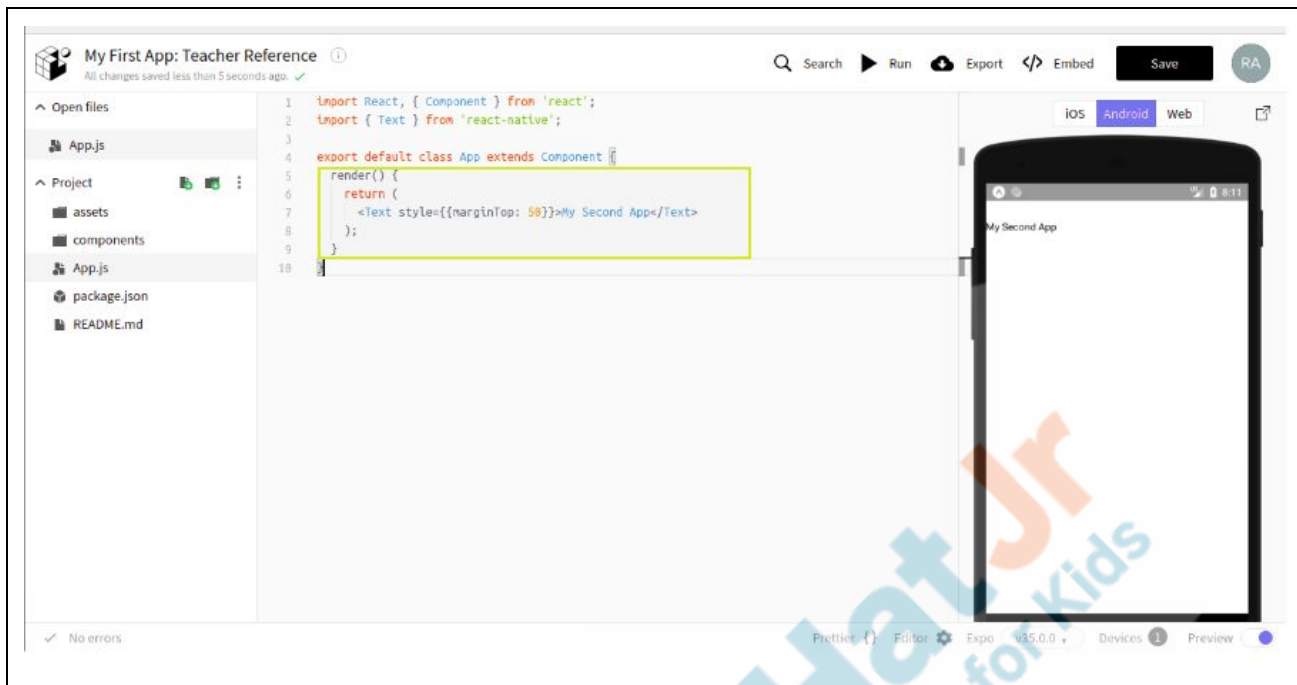 My First App: Teacher Reference
All changes saved less than 5 seconds ago.
Search Run Export </> Embed Save RA
Open files
App.js
Project
assets
components
App.js
package.json
README.md
1 import React, { Component } from 'react';
2 import { Text } from 'react-native';
3
4 export default class App extends Component {
5 render() {
6 return (
7 <Text style={{marginTop: 50}}>My Second App</Text>
8 );
9 }
10 }
iOS Android Web
8:11
My Second App
No errors
Prettier {} Editor Expo v35.0.0 Devices 1 Preview
Hat Jr
for Kids